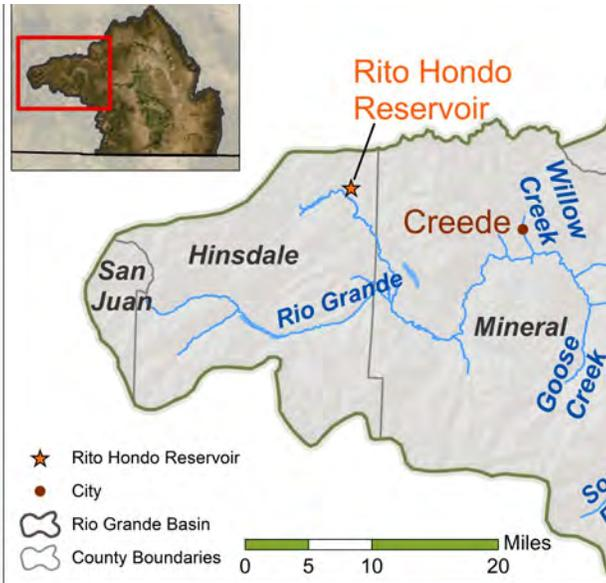 Rito Hondo
Reservoir
Willow
Creek
Creede
Hinsdale
San
Juan
Rio Grande
Mineral
Goose
Creek
Rito Hondo Reservoir
City
Rio Grande Basin
County Boundaries
So
Miles
0 5 10 20